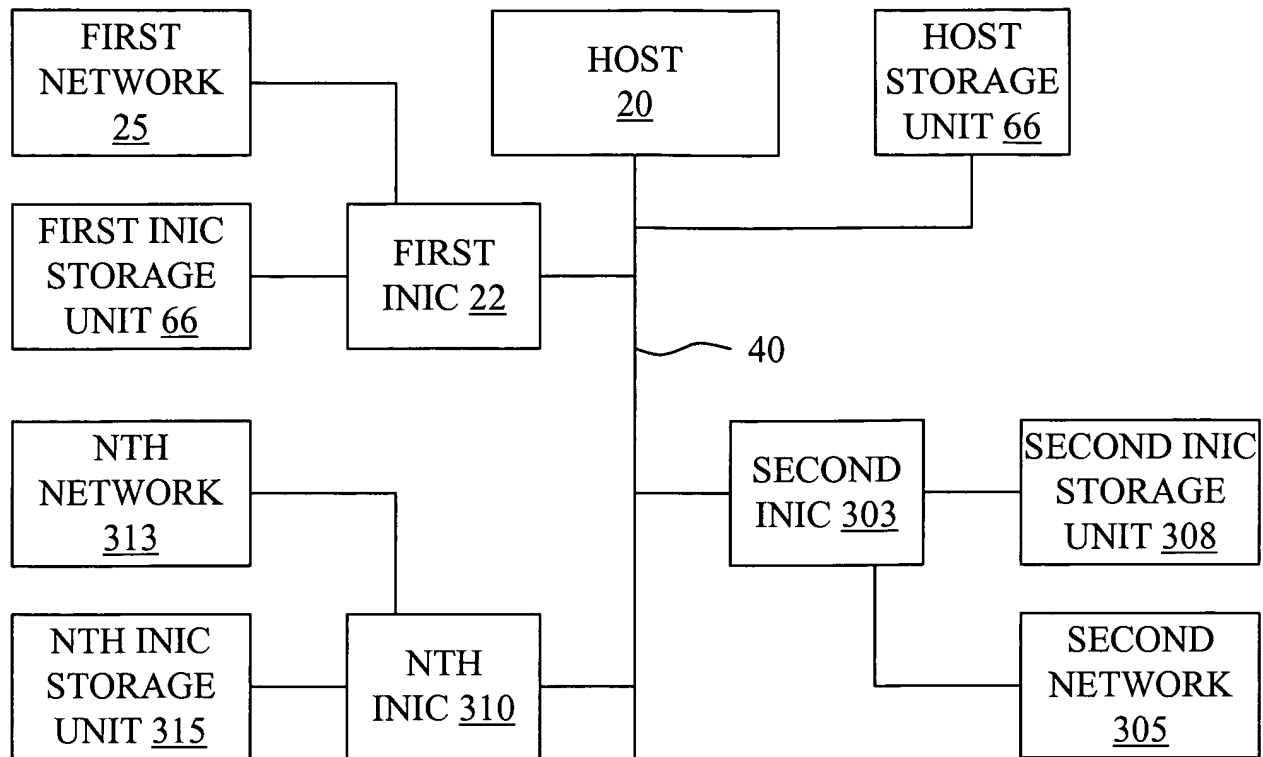 FIRST
NETWORK
25
HOST
20
HOST
STORAGE
UNIT 66
FIRST INIC
STORAGE
UNIT 66
FIRST
INIC 22
40
NTH
NETWORK
313
SECOND
INIC 303
SECOND INIC
STORAGE
UNIT 308
NTH INIC
STORAGE
UNIT 315
NTH
INIC 310
SECOND
NETWORK
305